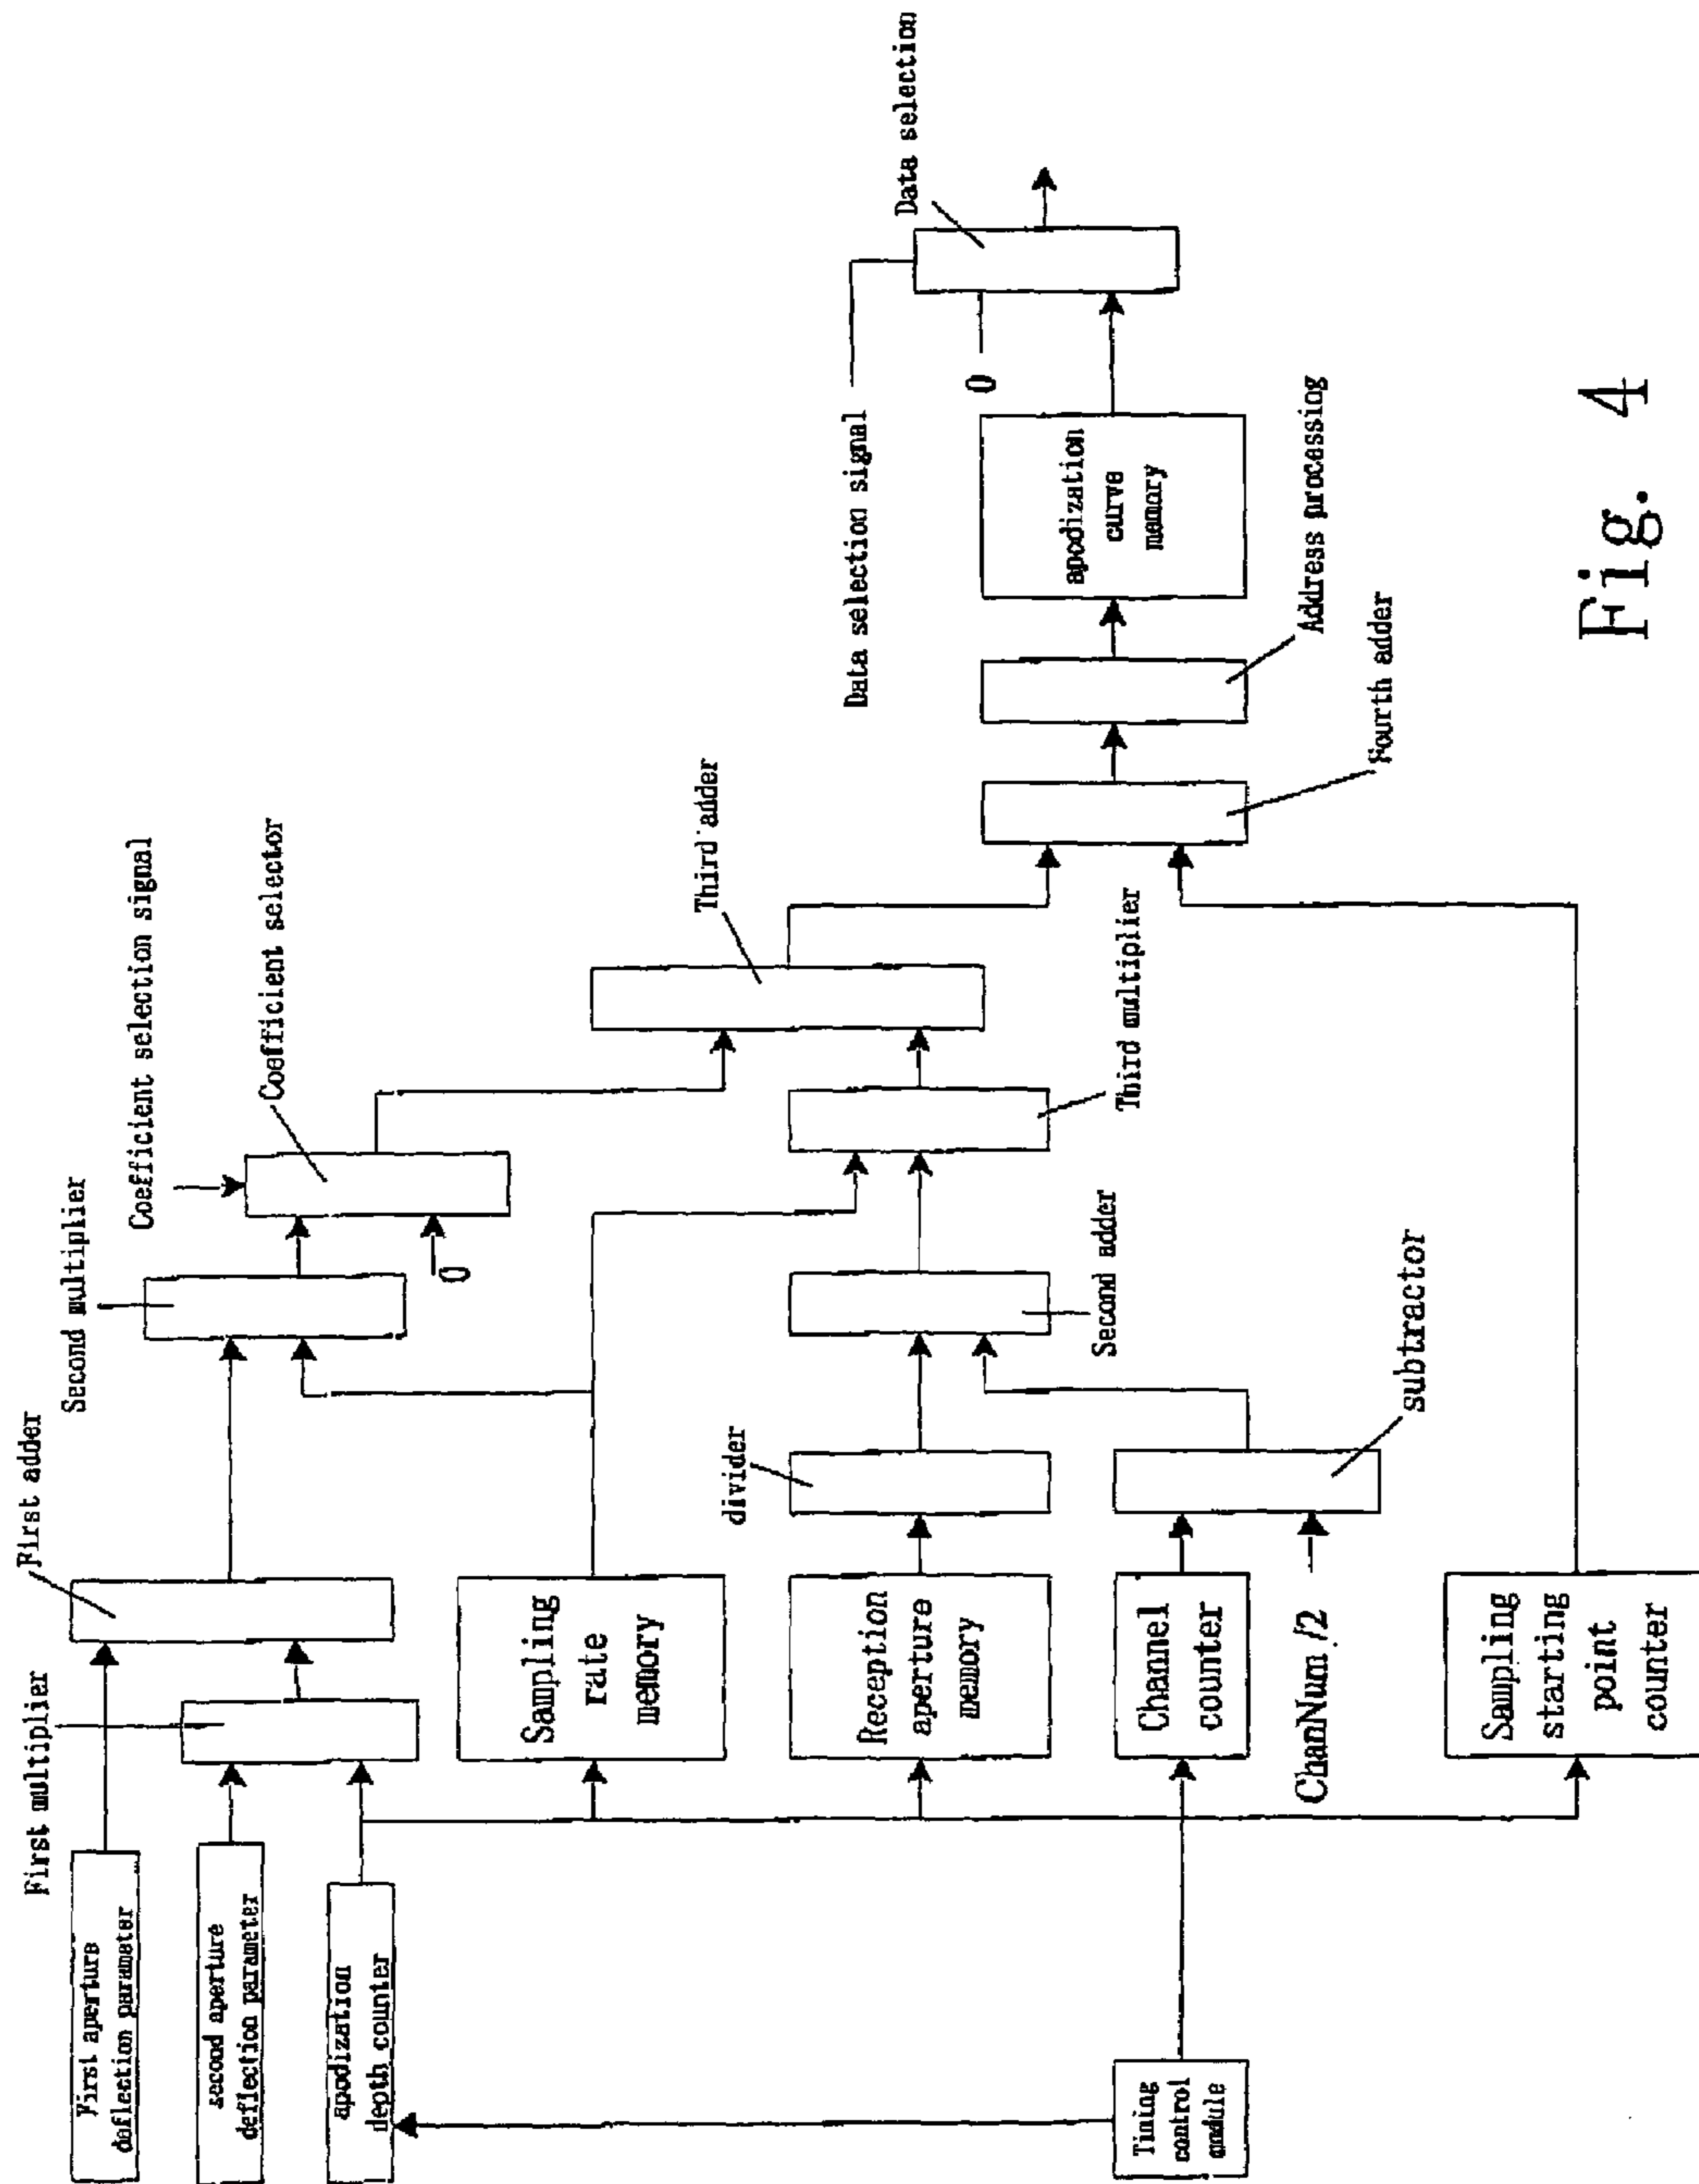 First multiplier
First adder
Second multiplier
Coefficient selection signal
Coefficient selector
First aperture
deflection parameter
second aperture
deflection parameter
apodization
depth counter
0
Third adder
Data selection signal
Data selection
Sampling
rate
memory
0
Reception
aperture
memory
divider
Second adder
Third multiplier
apodization
curve
memory
Address processing
Fourth adder
Timing
control
module
Channel
counter
ChanNum /2
subtractor
Sampling
starting
point
counter
Fig. 4